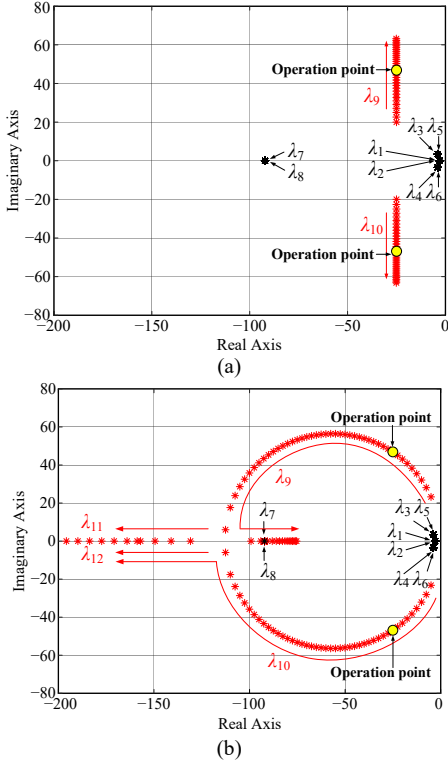 80
60
40
20
0
−20
−40
−60
−80
Imaginary Axis
Operation point
λ9
λ3 λ5
λ7
λ1
λ8
λ2
λ4 λ6
λ10
Operation point
−200
−150
−100
−50
0
Real Axis
(a)
80
60
40
20
0
−20
−40
−60
−80
Imaginary Axis
Operation point
λ9
λ7
λ3 λ5
λ11
λ1
λ12
λ2
λ8
λ4 λ6
λ10
Operation point
−200
−150
−100
−50
0
Real Axis
(b)